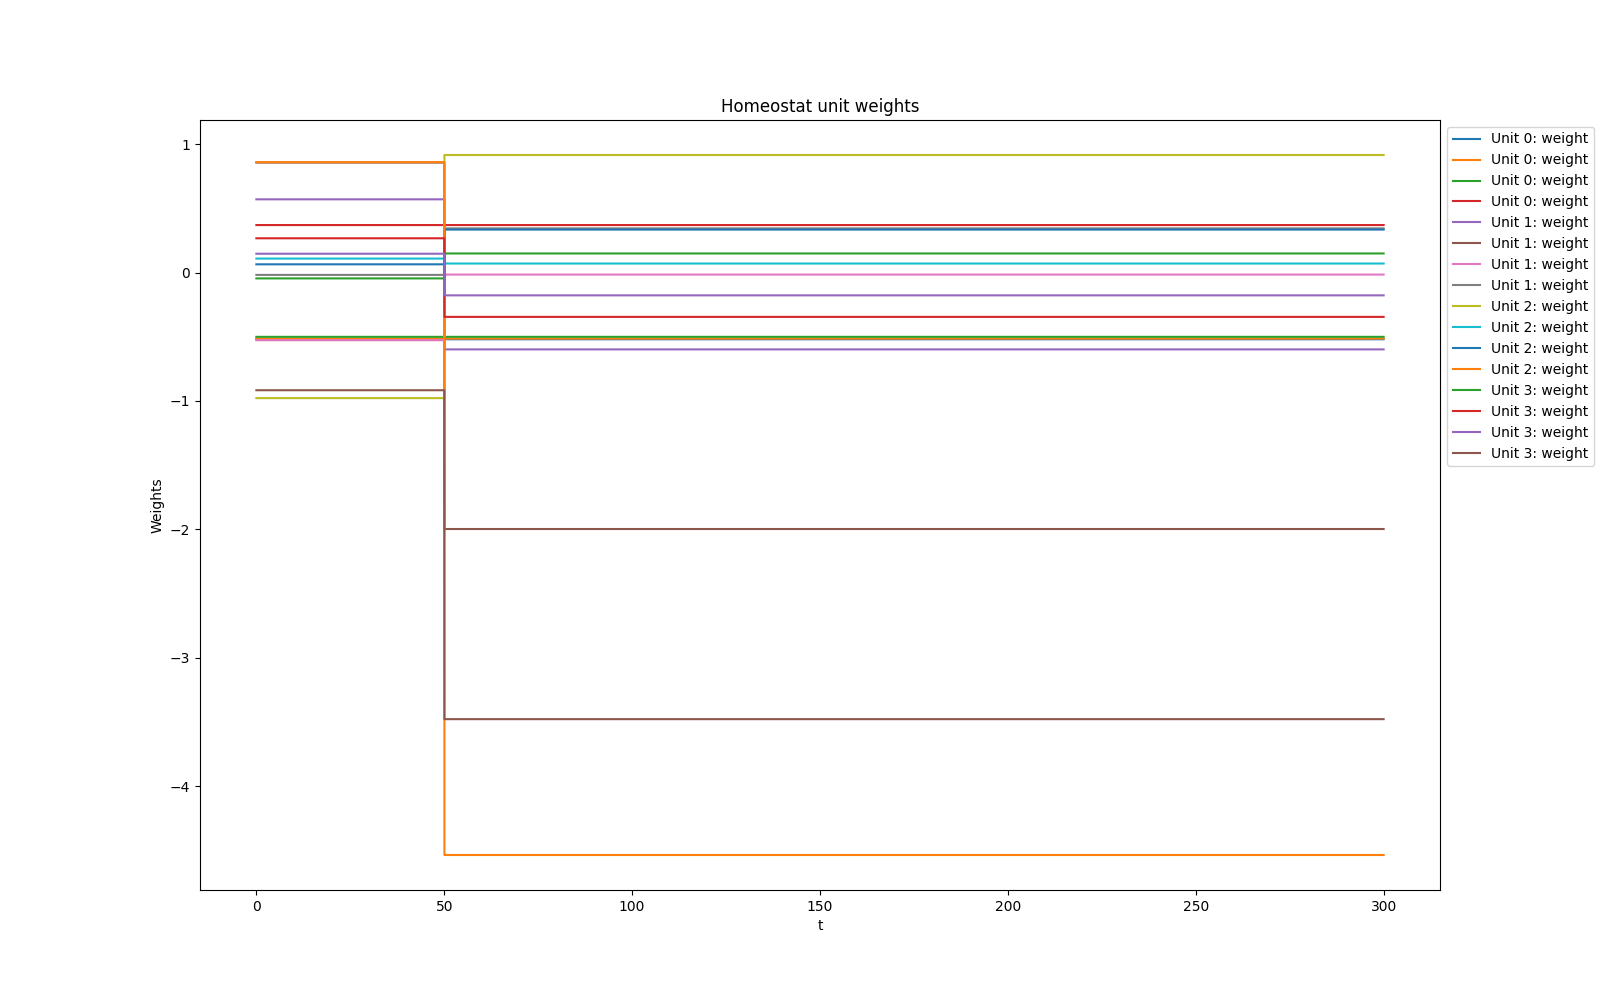 Homeostat unit weights
1
0
−1
−2
−3
−4
Weights
0
50
100
150
200
250
300
t
Unit 0: weight
Unit 0: weight
Unit 0: weight
Unit 0: weight
Unit 1: weight
Unit 1: weight
Unit 1: weight
Unit 1: weight
Unit 2: weight
Unit 2: weight
Unit 2: weight
Unit 2: weight
Unit 3: weight
Unit 3: weight
Unit 3: weight
Unit 3: weight